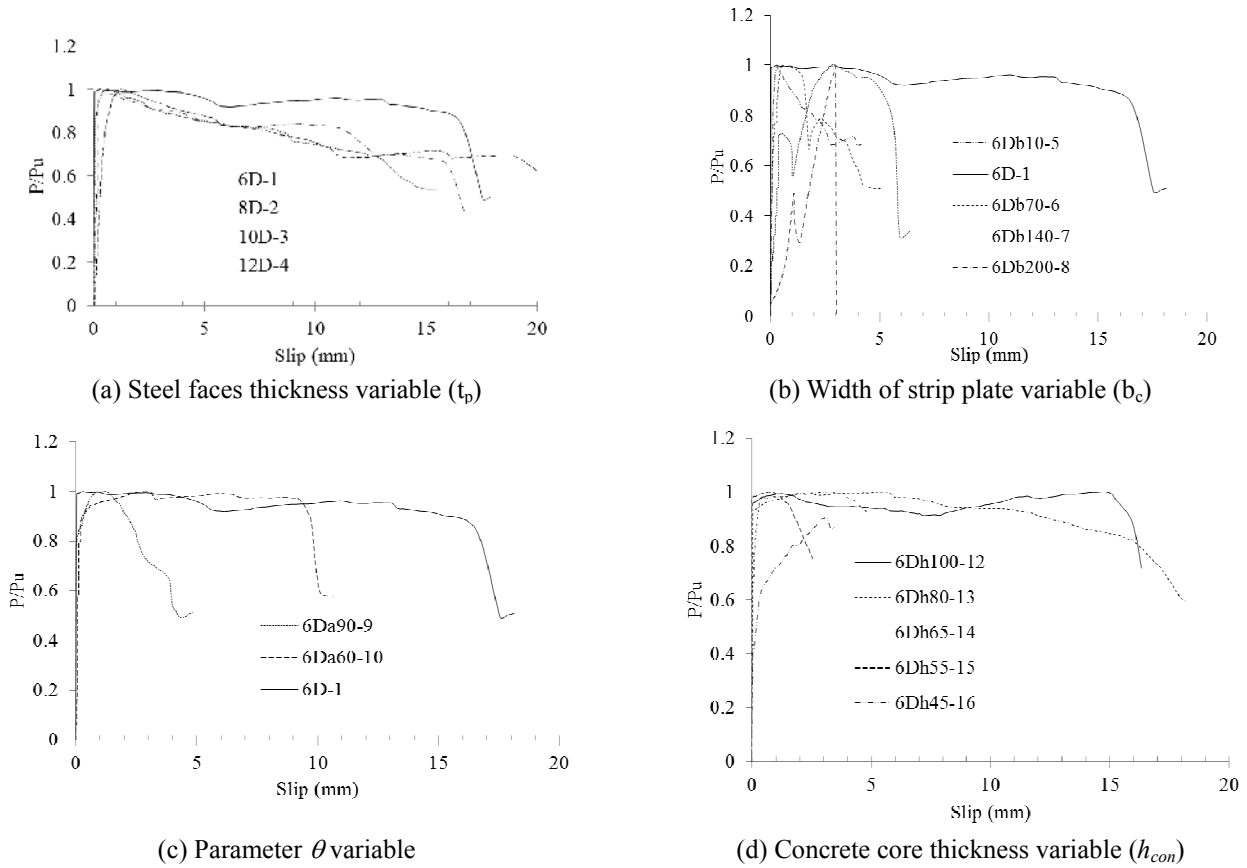 1.2
1
0.8
0.6
0.4
0.2
0
P/Pu
0 5 10 15 20
Slip (mm)
6D-1
8D-2
10D-3
12D-4
(a) Steel faces thickness variable (tp)
1.2
1
0.8
0.6
0.4
0.2
0
P/Pu
0 5 10 15 20
Slip (mm)
6Db10-5
6D-1
6Db70-6
6Db140-7
6Db200-8
(b) Width of strip plate variable (bc)
1.2
1
0.8
0.6
0.4
0.2
0
P/Pu
0 5 10 15 20
Slip (mm)
6Da90-9
6Da60-10
6D-1
(c) Parameter θ variable
1.2
1
0.8
0.6
0.4
0.2
0
P/Pu
0 5 10 15 20
Slip (mm)
6Dh100-12
6Dh80-13
6Dh65-14
6Dh55-15
6Dh45-16
(d) Concrete core thickness variable (hcon)